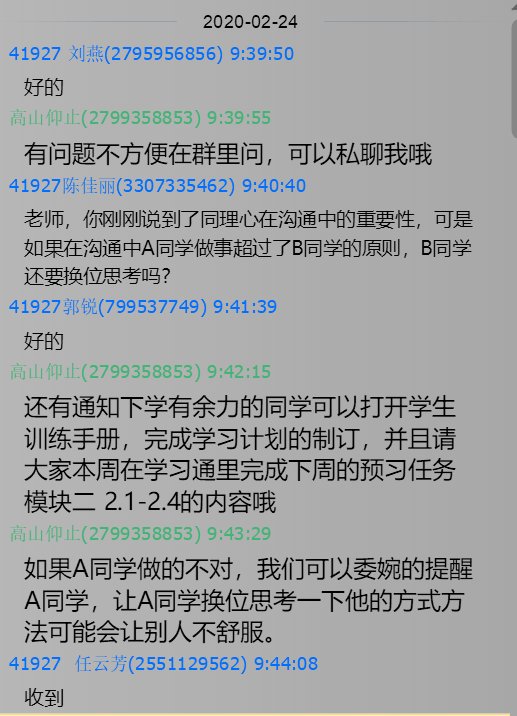 2020-02-24
41927 刘燕(2795956856) 9:39:50
好的
高山仰止(2799358853) 9:39:55
有问题不方便在群里问，可以私聊我哦
41927陈佳丽(3307335462) 9:40:40
老师，你刚刚说到了同理心在沟通中的重要性，可是
如果在沟通中A同学做事超过了B同学的原则，B同学
还要换位思考吗？
41927郭锐(799537749) 9:41:39
好的
高山仰止(2799358853) 9:42:15
还有通知下学有余力的同学可以打开学生
训练手册，完成学习计划的制订，并且请
大家本周在学习通里完成下周的预习任务
模块二 2.1-2.4的内容哦
高山仰止(2799358853) 9:43:29
如果A同学做的不对，我们可以委婉的提醒
A同学，让A同学换位思考一下他的方式方
法可能会让别人不舒服。
41927 任云芳(2551129562) 9:44:08
收到